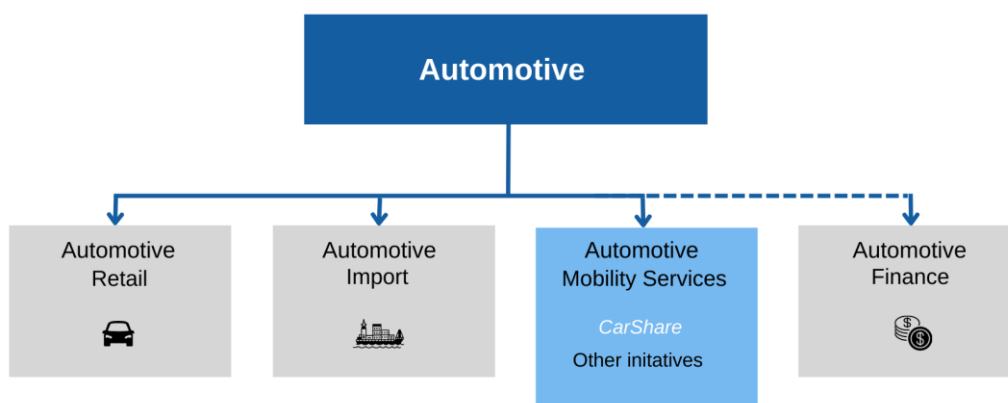 Automotive
Automotive
Retail
Automotive
Import
Automotive
Mobility Services
CarShare
Other initatives
Automotive
Finance
$
$